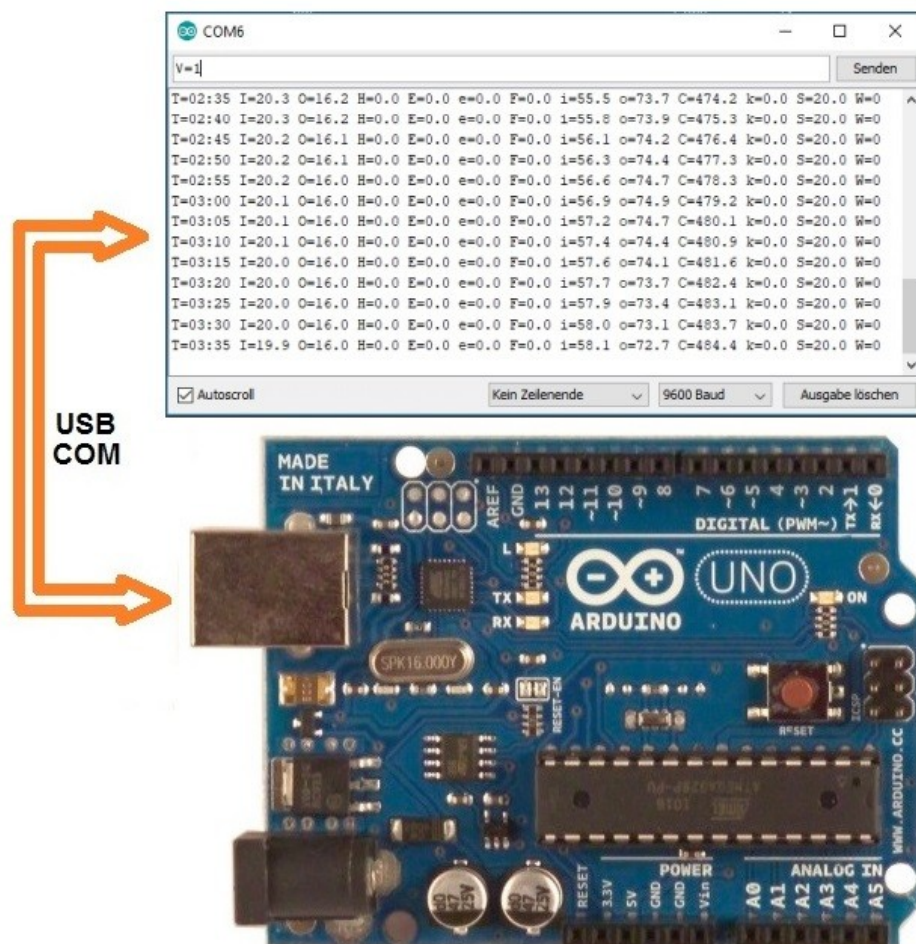 COM6
V=1
Senden
T=02:35 I=20.3 O=16.2 H=0.0 E=0.0 e=0.0 F=0.0 i=55.5 o=73.7 C=474.2 k=0.0 S=20.0 W=0
T=02:40 I=20.3 O=16.2 H=0.0 E=0.0 e=0.0 F=0.0 i=55.8 o=73.9 C=475.3 k=0.0 S=20.0 W=0
T=02:45 I=20.2 O=16.1 H=0.0 E=0.0 e=0.0 F=0.0 i=56.1 o=74.2 C=476.4 k=0.0 S=20.0 W=0
T=02:50 I=20.2 O=16.1 H=0.0 E=0.0 e=0.0 F=0.0 i=56.3 o=74.4 C=477.3 k=0.0 S=20.0 W=0
T=02:55 I=20.2 O=16.0 H=0.0 E=0.0 e=0.0 F=0.0 i=56.6 o=74.7 C=478.3 k=0.0 S=20.0 W=0
T=03:00 I=20.1 O=16.0 H=0.0 E=0.0 e=0.0 F=0.0 i=56.9 o=74.9 C=479.2 k=0.0 S=20.0 W=0
T=03:05 I=20.1 O=16.0 H=0.0 E=0.0 e=0.0 F=0.0 i=57.2 o=74.7 C=480.1 k=0.0 S=20.0 W=0
T=03:10 I=20.1 O=16.0 H=0.0 E=0.0 e=0.0 F=0.0 i=57.4 o=74.4 C=480.9 k=0.0 S=20.0 W=0
T=03:15 I=20.0 O=16.0 H=0.0 E=0.0 e=0.0 F=0.0 i=57.6 o=74.1 C=481.6 k=0.0 S=20.0 W=0
T=03:20 I=20.0 O=16.0 H=0.0 E=0.0 e=0.0 F=0.0 i=57.7 o=73.7 C=482.4 k=0.0 S=20.0 W=0
T=03:25 I=20.0 O=16.0 H=0.0 E=0.0 e=0.0 F=0.0 i=57.9 o=73.4 C=483.1 k=0.0 S=20.0 W=0
T=03:30 I=20.0 O=16.0 H=0.0 E=0.0 e=0.0 F=0.0 i=58.0 o=73.1 C=483.7 k=0.0 S=20.0 W=0
T=03:35 I=19.9 O=16.0 H=0.0 E=0.0 e=0.0 F=0.0 i=58.1 o=72.7 C=484.4 k=0.0 S=20.0 W=0
Autoscroll Kein Zeilenende 9600 Baud Ausgabe löschen
USB
COM
MADE
IN ITALY
AREF GND 13 12 ~11 ~10 ~9 8 7 ~6 ~5 4 ~3 2 TX→1 RX←0
DIGITAL (PWM~)
L
TX
RX
UNO
ON
ARDUINO
SPK16.000Y
RESET-EN
RESET
ICSP
ATMEGA328P-PU
WWW.ARDUINO.CC
POWER ANALOG IN
RESET 3.3V 5V GND GND Vin A0 A1 A2 A3 A4 A5
47
25V
47
25V